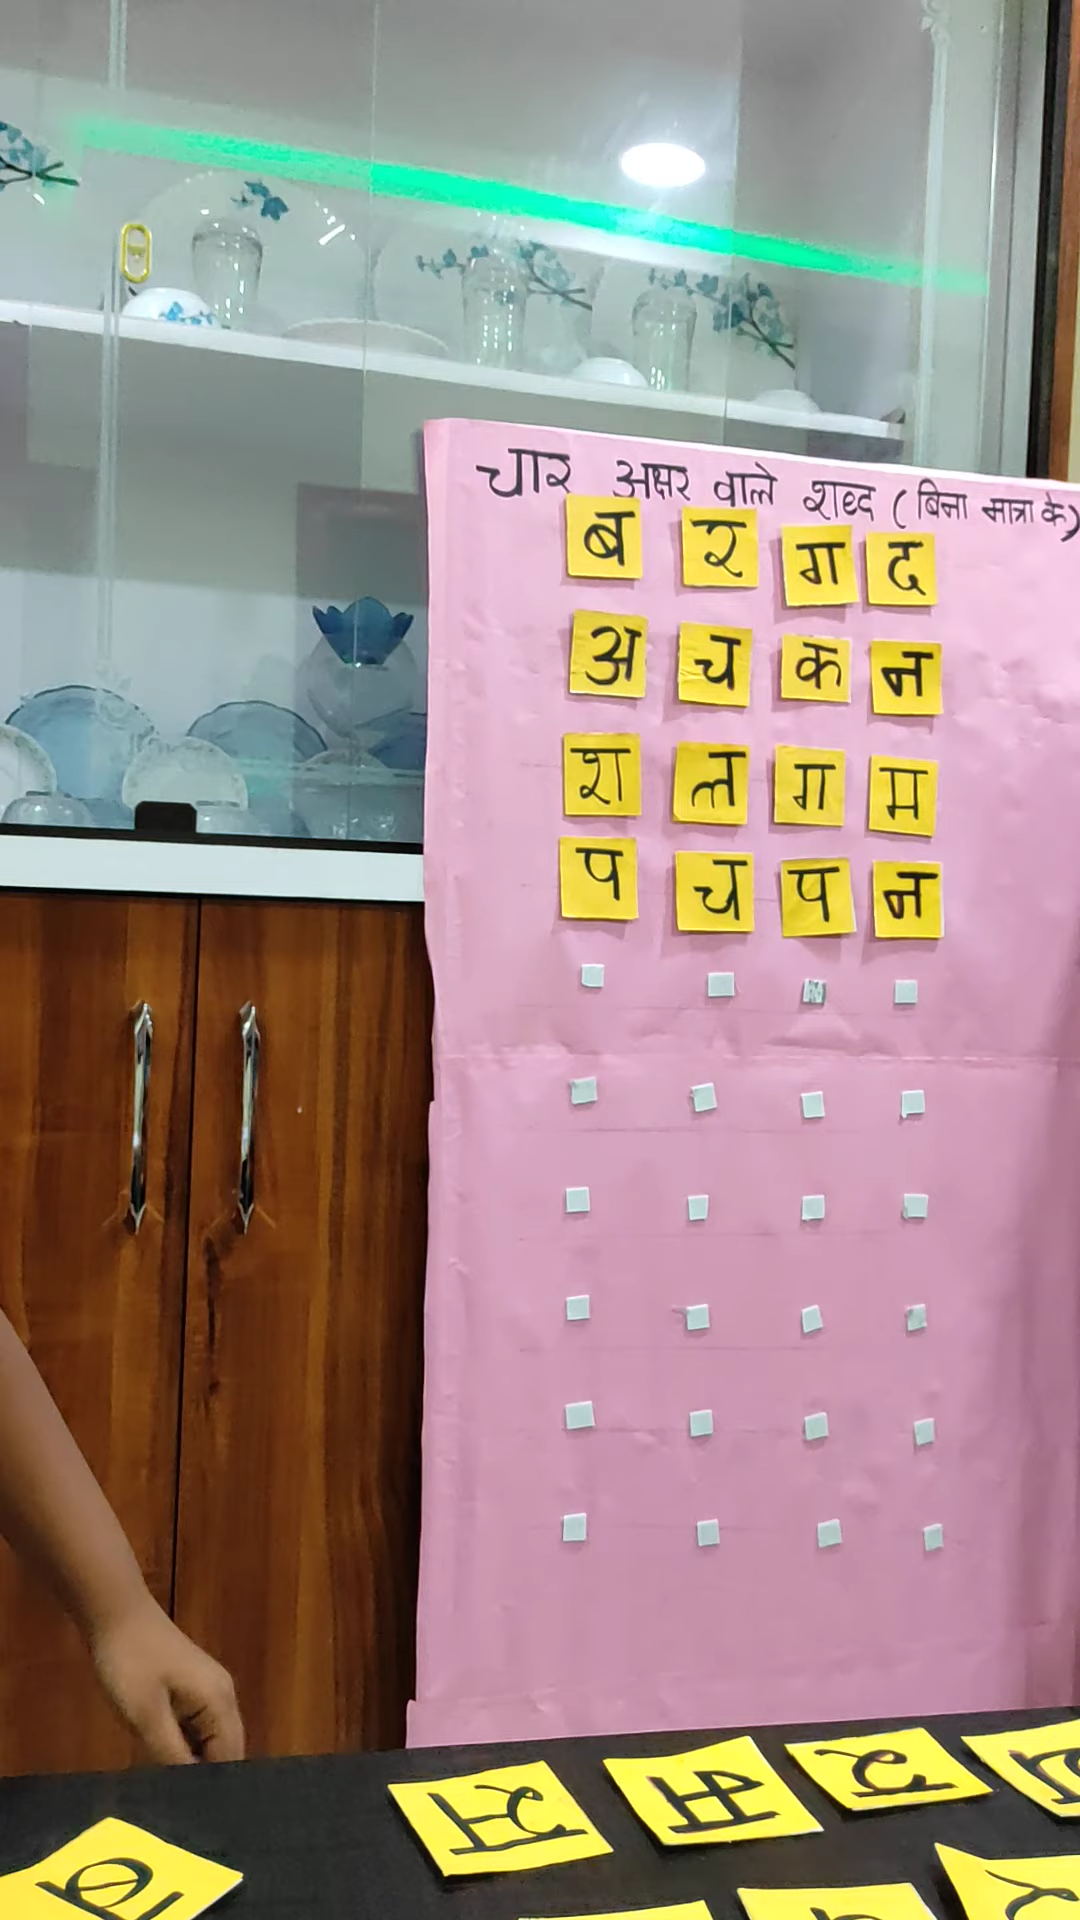 चार अक्षर वाले शब्द ( बिना मात्रा के )
ब र ग द
अ च क न
श ल ग म
प च प न